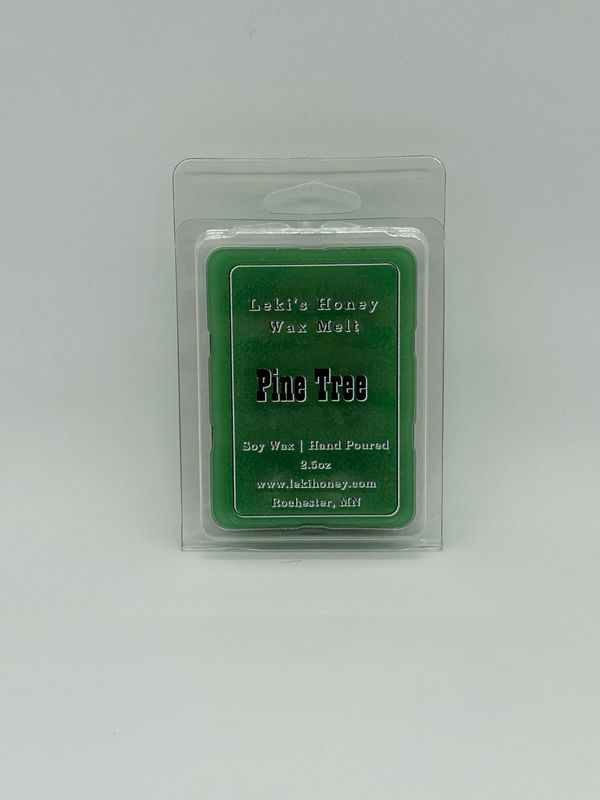 Leki's Honey
Wax Melt
Pine Tree
Soy Wax | Hand Poured
2.5oz
www.lekihoney.com
Rochester, MN